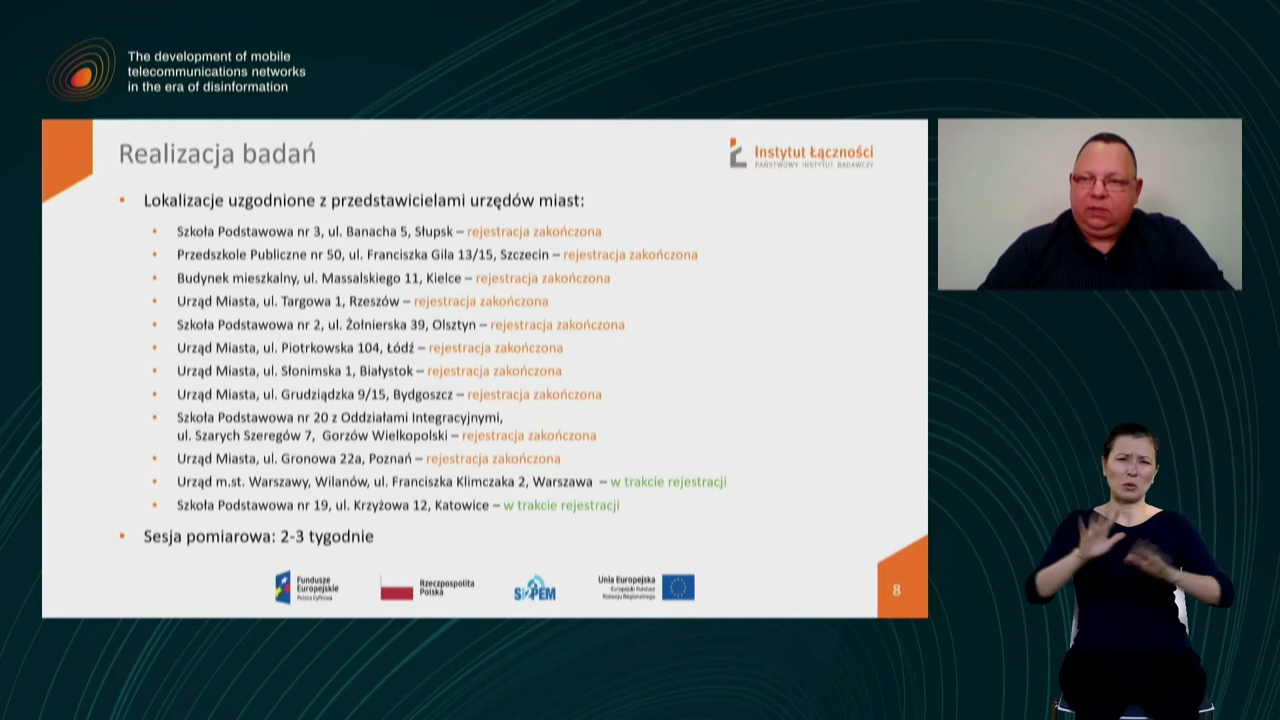 The development of mobile
telecommunications networks
in the era of disinformation
Realizacja badań
Instytut Łączności
PAŃSTWOWY INSTYTUT BADAWCZY
• Lokalizacje uzgodnione z przedstawicielami urzędów miast:
• Szkoła Podstawowa nr 3, ul. Banacha 5, Słupsk – rejestracja zakończona
• Przedszkole Publiczne nr 50, ul. Franciszka Gila 13/15, Szczecin – rejestracja zakończona
• Budynek mieszkalny, ul. Massalskiego 11, Kielce – rejestracja zakończona
• Urząd Miasta, ul. Targowa 1, Rzeszów – rejestracja zakończona
• Szkoła Podstawowa nr 2, ul. Żołnierska 39, Olsztyn – rejestracja zakończona
• Urząd Miasta, ul. Piotrkowska 104, Łódź – rejestracja zakończona
• Urząd Miasta, ul. Słonimska 1, Białystok – rejestracja zakończona
• Urząd Miasta, ul. Grudziądzka 9/15, Bydgoszcz – rejestracja zakończona
• Szkoła Podstawowa nr 20 z Oddziałami Integracyjnymi,
ul. Szarych Szeregów 7, Gorzów Wielkopolski – rejestracja zakończona
• Urząd Miasta, ul. Gronowa 22a, Poznań – rejestracja zakończona
• Urząd m.st. Warszawy, Wilanów, ul. Franciszka Klimczaka 2, Warszawa – w trakcie rejestracji
• Szkoła Podstawowa nr 19, ul. Krzyżowa 12, Katowice – w trakcie rejestracji
• Sesja pomiarowa: 2-3 tygodnie
Fundusze
Europejskie
Polska Cyfrowa
Rzeczpospolita
Polska
SI2PEM
Unia Europejska
Europejski Fundusz
Rozwoju Regionalnego
8